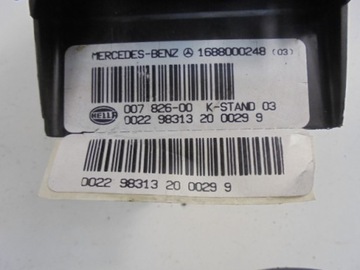 MERCEDES-BENZ 1688000248 (03)
HELLA 007 826-00 K-STAND 03
0022 98313 20 0029 9
0022 98313 20 0029 9